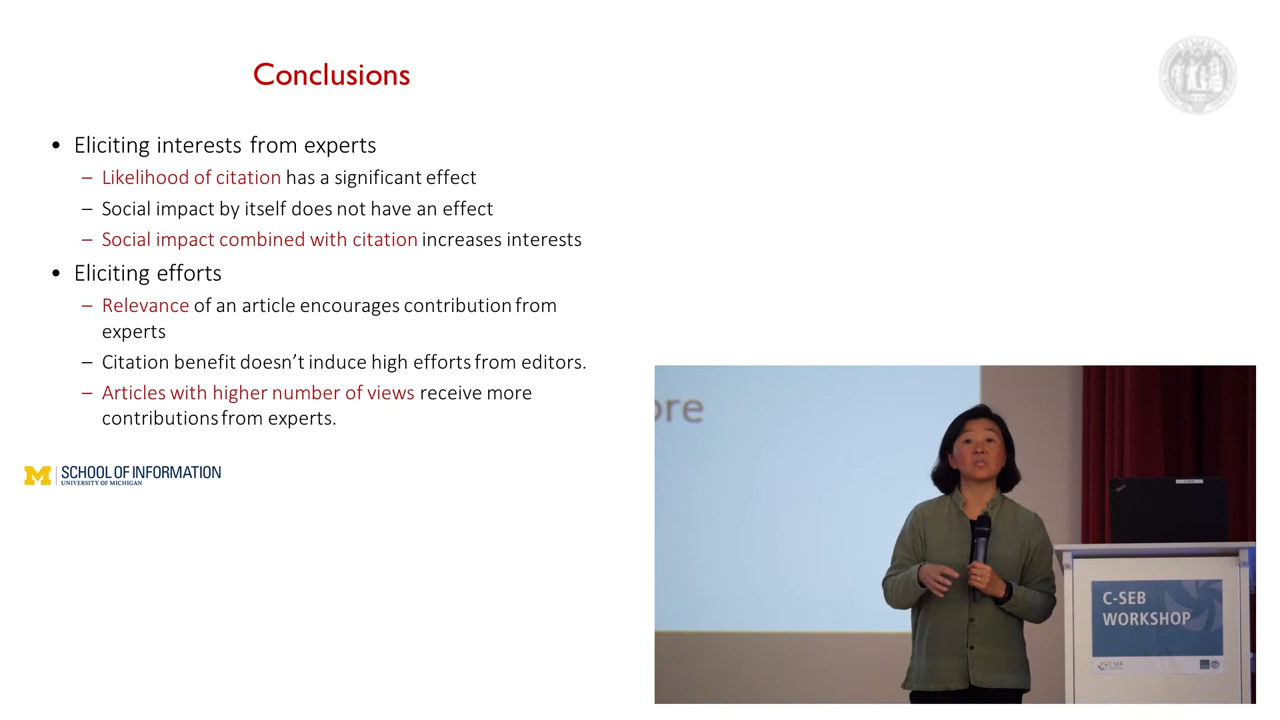 Conclusions
• Eliciting interests from experts
– Likelihood of citation has a significant effect
– Social impact by itself does not have an effect
– Social impact combined with citation increases interests
• Eliciting efforts
– Relevance of an article encourages contribution from
experts
– Citation benefit doesn’t induce high efforts from editors.
– Articles with higher number of views receive more
contributions from experts.
M SCHOOL OF INFORMATION
UNIVERSITY OF MICHIGAN
ore
C-SEB
WORKSHOP
C-SEB